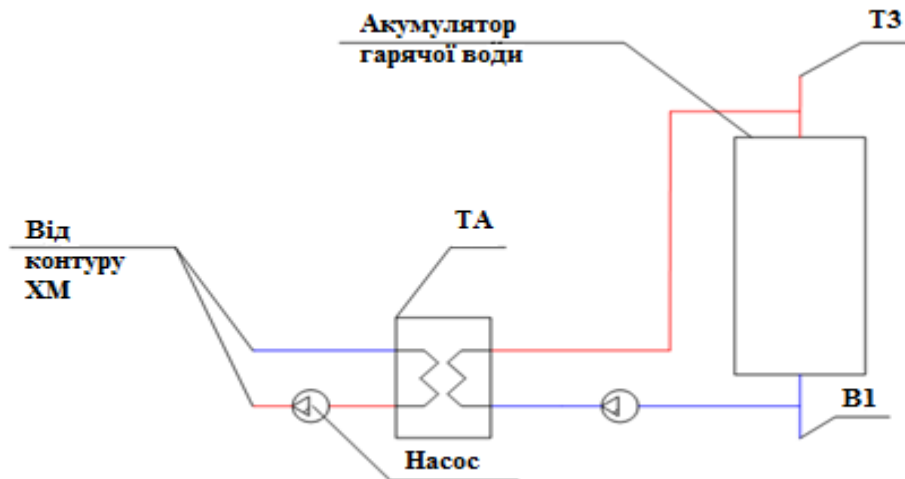 Акумулятор
гарячої води
Т3
Від
контуру
ХМ
ТА
Насос
В1